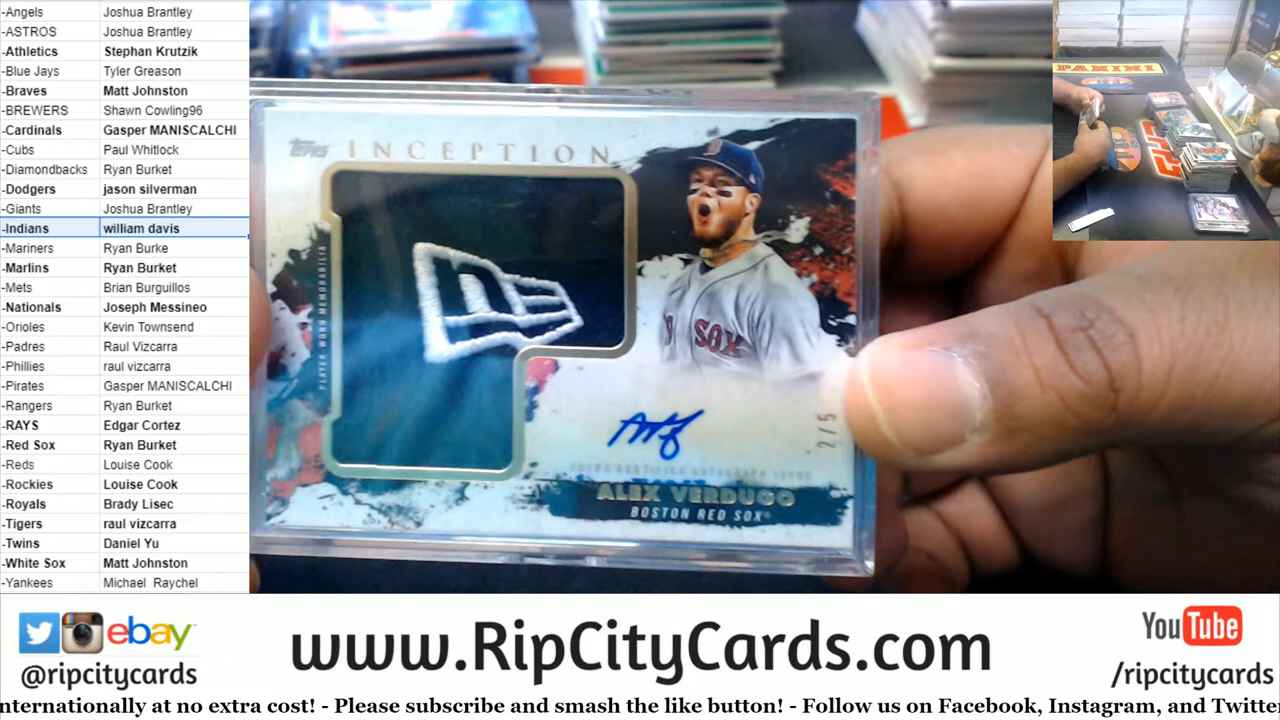 -Angels Joshua Brantley
-ASTROS Joshua Brantley
-Athletics Stephan Krutzik
-Blue Jays Tyler Greason
-Braves Matt Johnston
-BREWERS Shawn Cowling96
-Cardinals Gasper MANISCALCHI
-Cubs Paul Whitlock
-Diamondbacks Ryan Burket
-Dodgers jason silverman
-Giants Joshua Brantley
-Indians william davis
-Mariners Ryan Burke
-Marlins Ryan Burket
-Mets Brian Burguillos
-Nationals Joseph Messineo
-Orioles Kevin Townsend
-Padres Raul Vizcarra
-Phillies raul vizcarra
-Pirates Gasper MANISCALCHI
-Rangers Ryan Burket
-RAYS Edgar Cortez
-Red Sox Ryan Burket
-Reds Louise Cook
-Rockies Louise Cook
-Royals Brady Lisec
-Tigers raul vizcarra
-Twins Daniel Yu
-White Sox Matt Johnston
-Yankees Michael Raychel
TOPPS INCEPTION
PLAYER-WORN MEMORABILIA
B
SOX
2/5
TOPPS CERTIFIED AUTOGRAPH ISSUE
ALEX VERDUGO
BOSTON RED SOX
PANINI
ebay
@ripcitycards
www.RipCityCards.com
YouTube
/ripcitycards
nternationally at no extra cost! - Please subscribe and smash the like button! - Follow us on Facebook, Instagram, and Twitte